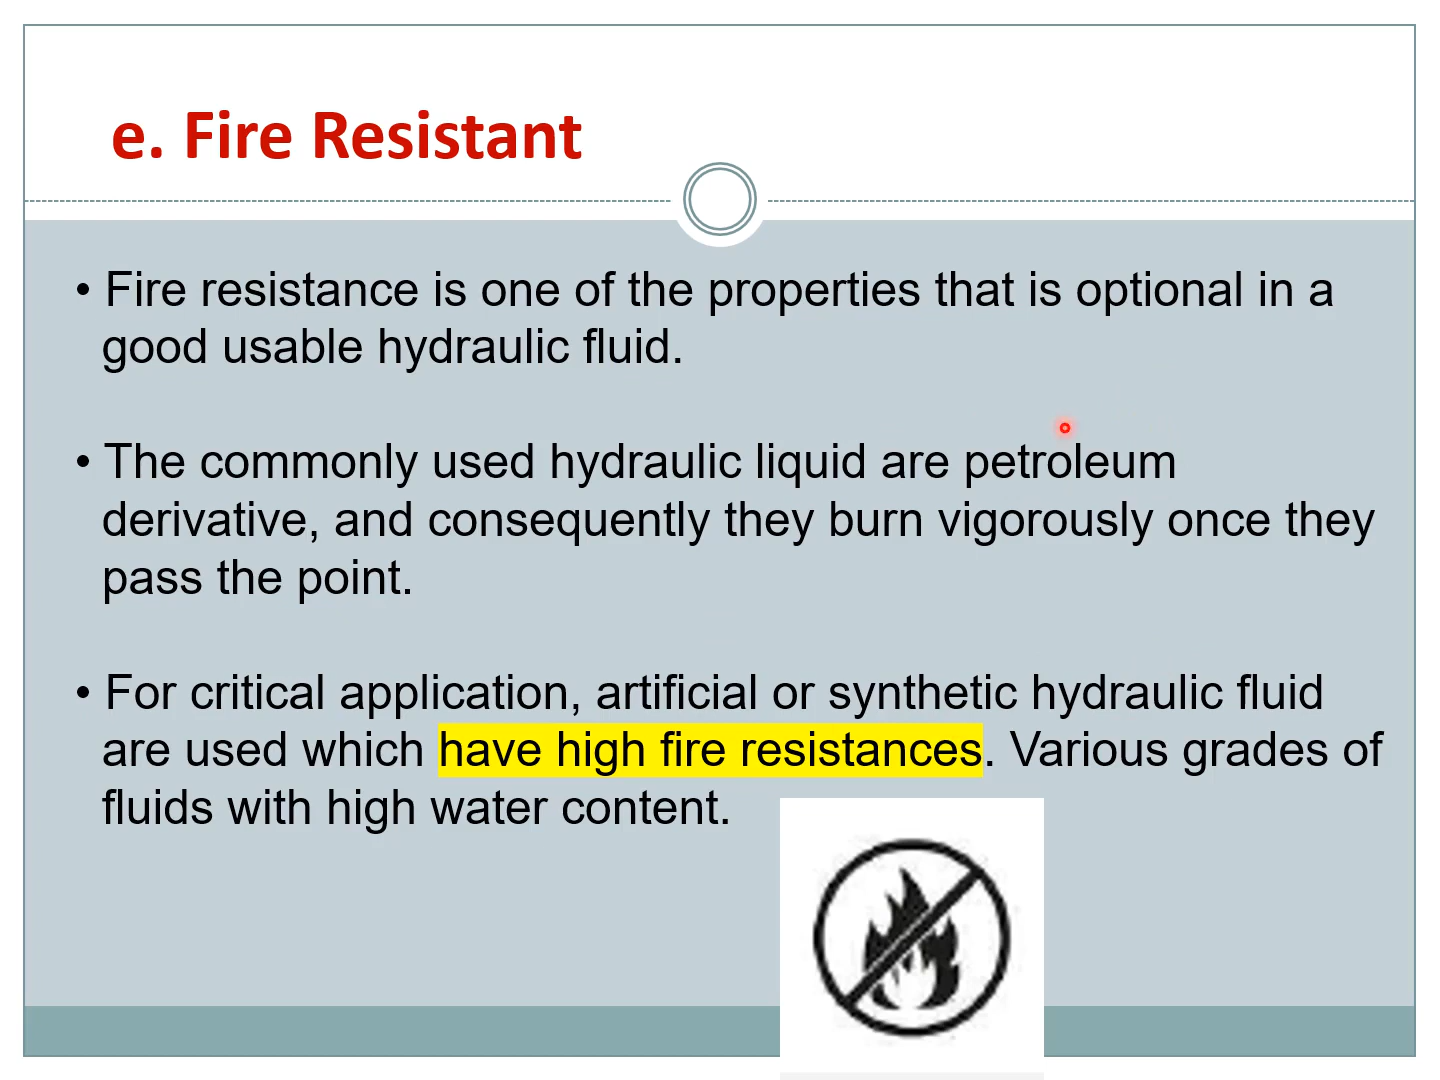 e. Fire Resistant
• Fire resistance is one of the properties that is optional in a
good usable hydraulic fluid.
• The commonly used hydraulic liquid are petroleum
derivative, and consequently they burn vigorously once they
pass the point.
• For critical application, artificial or synthetic hydraulic fluid
are used which have high fire resistances. Various grades of
fluids with high water content.